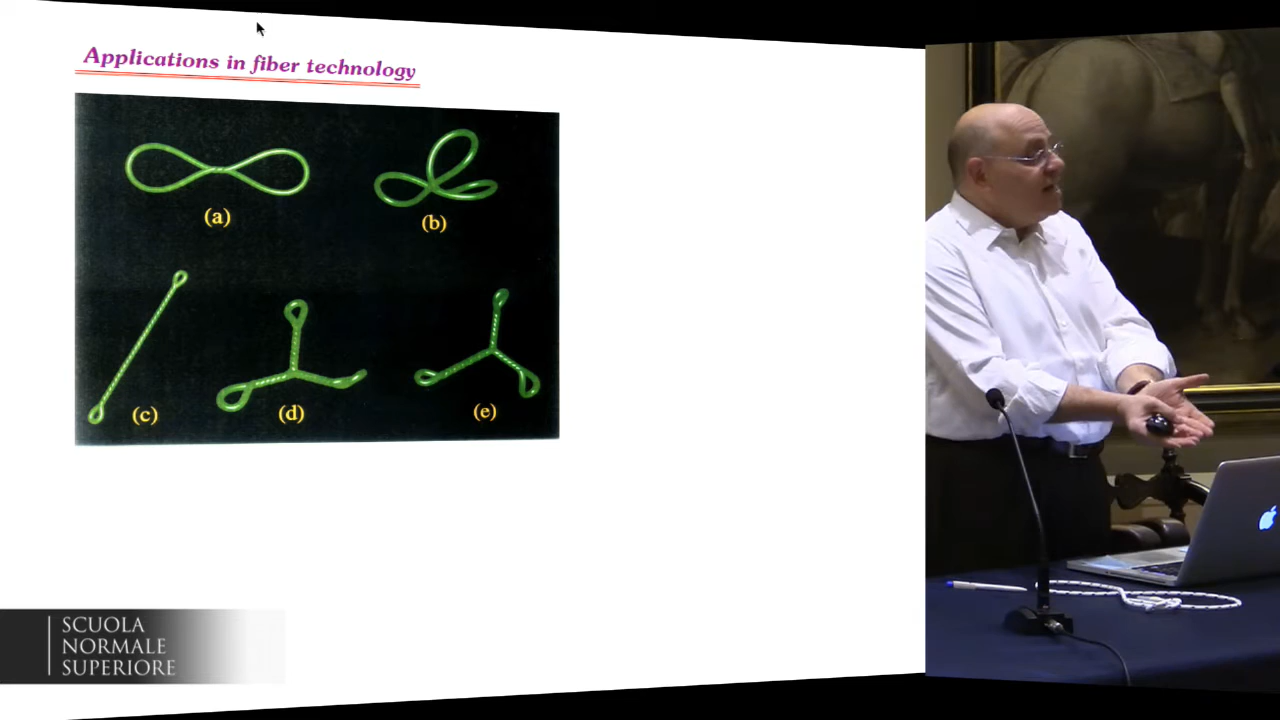 Applications in fiber technology
(a)
(b)
(c)
(d)
(e)
SCUOLA
NORMALE
SUPERIORE